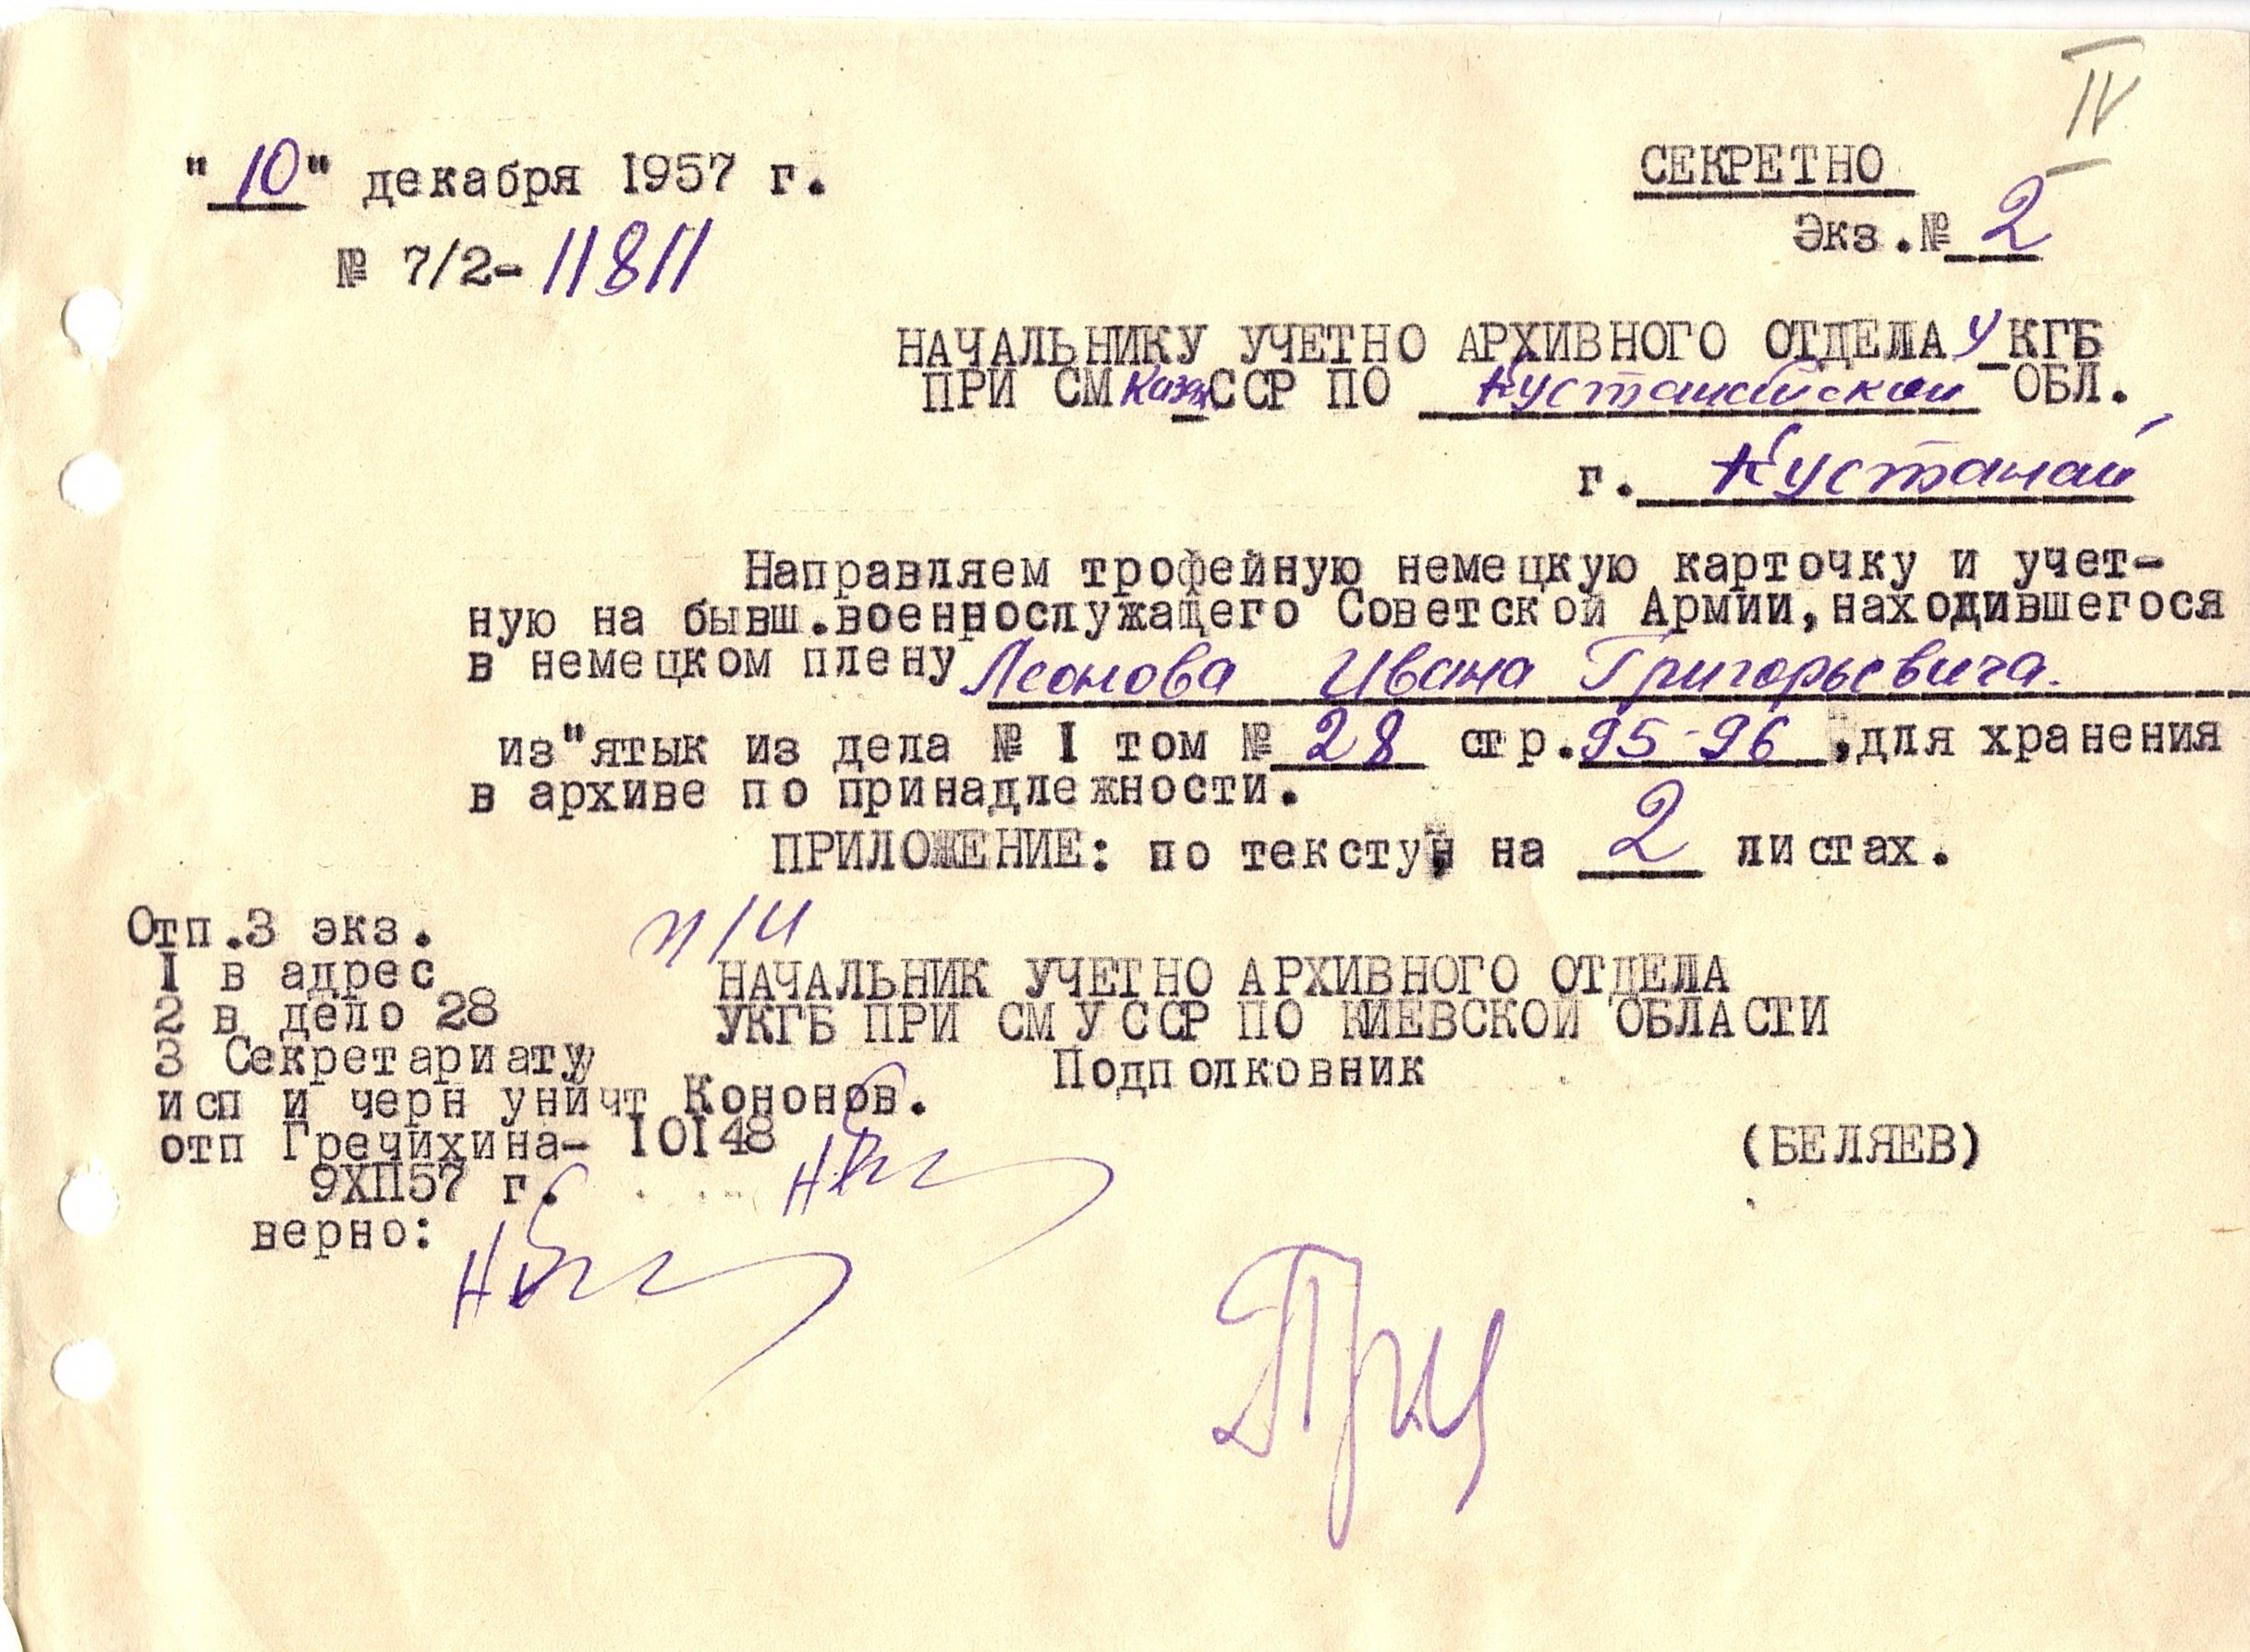 IV
"10" декабря 1957 г.
СЕКРЕТНО
Экз.№ 2
№ 7/2-11811
НАЧАЛЬНИКУ УЧЕТНО АРХИВНОГО ОТДЕЛА УКГБ
ПРИ СМ Казах ССР ПО Кустанайской ОБЛ.
г. Кустанай
Направляем трофейную немецкую карточку и учет-
ную на бывш.военнослужащего Советской Армии,находившегося
в немецком плену Леонова Ивана Григорьевича.
из"ятык из дела № I том № 28 стр.95-96,для хранения
в архиве по принадлежности.
ПРИЛОЖЕНИЕ: по тексту, на 2 листах.
Отп.3 экз.
I в адрес
2 в дело 28
3 Секретариату
исп и черн уничт Кононов.
отп Гречихина- IOI48
9ХП57 г.
верно:
п/п
НАЧАЛЬНИК УЧЕТНО АРХИВНОГО ОТДЕЛА
УКГБ ПРИ СМ УССР ПО КИЕВСКОЙ ОБЛАСТИ
Подполковник
(БЕЛЯЕВ)